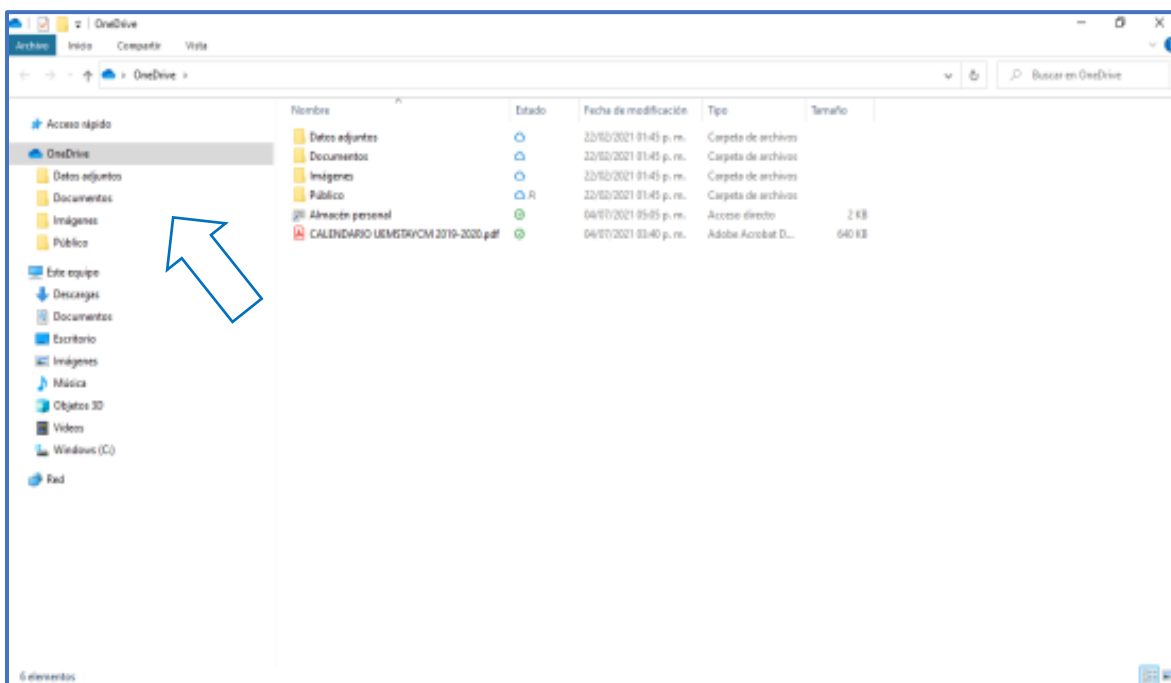 OneDrive
Archivo Inicio Compartir Vista
OneDrive Buscar en OneDrive
Nombre Estado Fecha de modificación Tipo Tamaño
Acceso rápido
OneDrive
Datos adjuntos
Documentos
Imágenes
Público
Este equipo
Descargas
Documentos
Escritorio
Imágenes
Música
Objetos 3D
Videos
Windows (C:)
Red
Datos adjuntos 22/02/2021 01:45 p. m. Carpeta de archivos
Documentos 22/02/2021 01:45 p. m. Carpeta de archivos
Imágenes 22/02/2021 01:45 p. m. Carpeta de archivos
Público 22/02/2021 01:45 p. m. Carpeta de archivos
Almacén personal 04/07/2021 05:05 p. m. Acceso directo 2 KB
CALENDARIO UEMSTAYCM 2019-2020.pdf 04/07/2021 03:40 p. m. Adobe Acrobat D... 640 KB
6 elementos